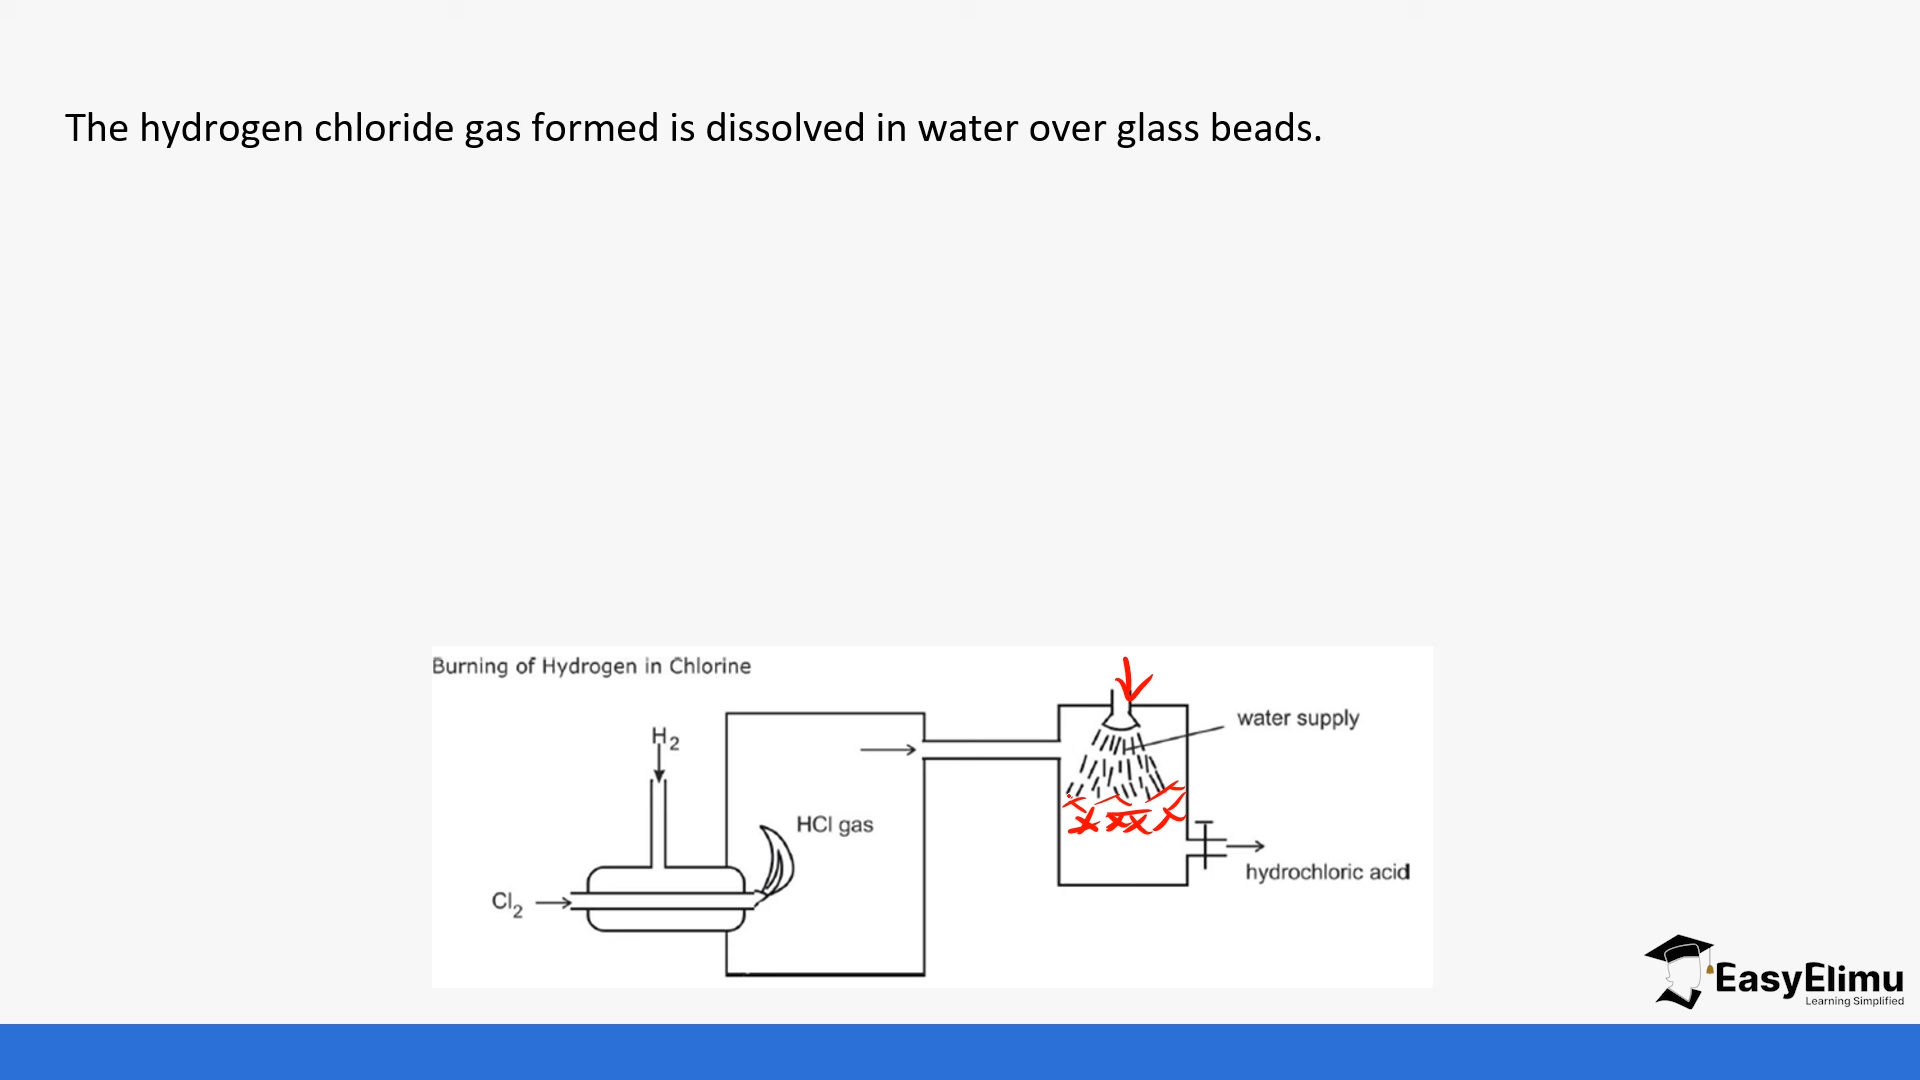 The hydrogen chloride gas formed is dissolved in water over glass beads.
Burning of Hydrogen in Chlorine
H2
water supply
HCl gas
hydrochloric acid
Cl2
EasyElimu
Learning Simplified